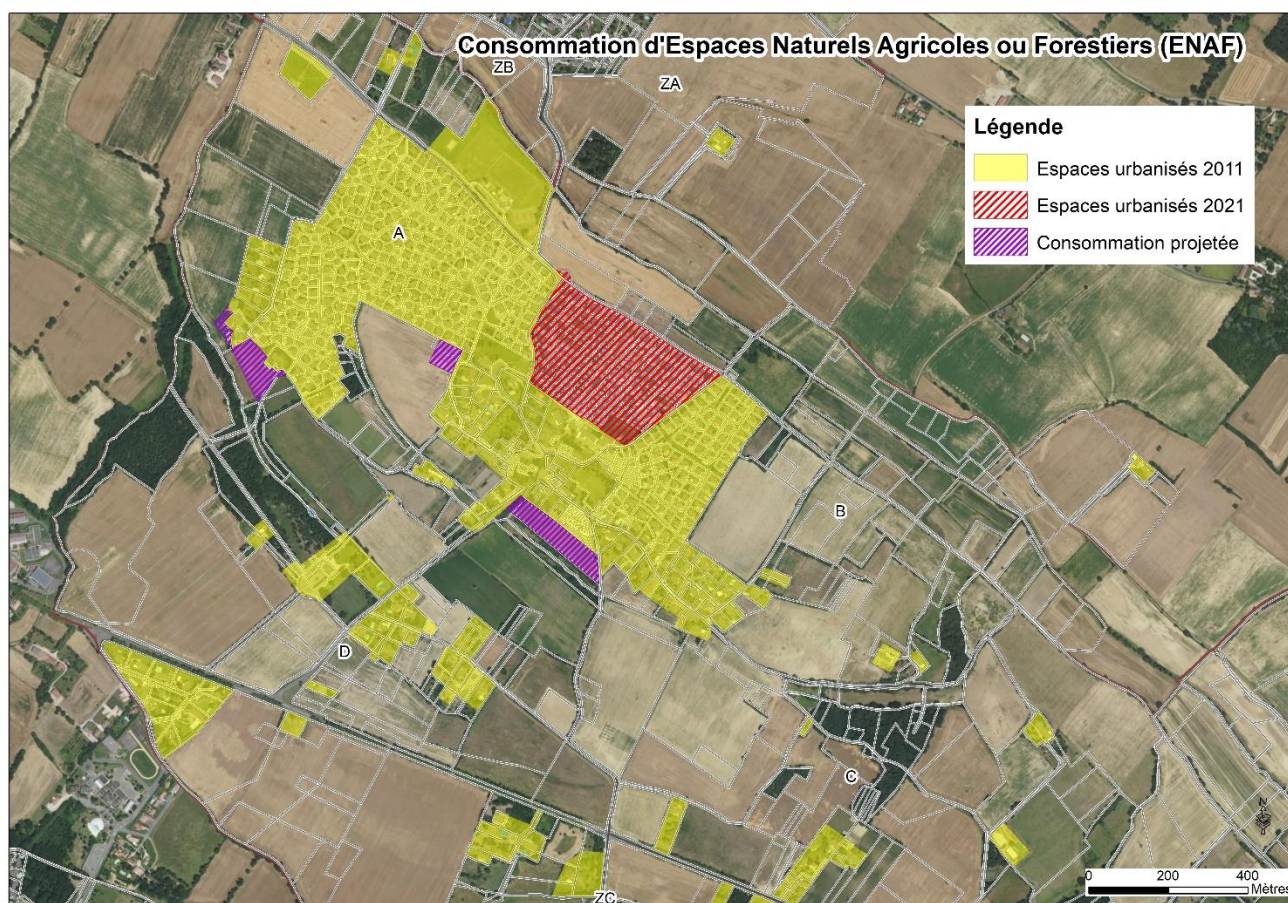 Consommation d'Espaces Naturels Agricoles ou Forestiers (ENAF)
ZB
ZA
Légende
Espaces urbanisés 2011
Espaces urbanisés 2021
Consommation projetée
A
B
D
C
ZC
N
0 200 400
Mètres